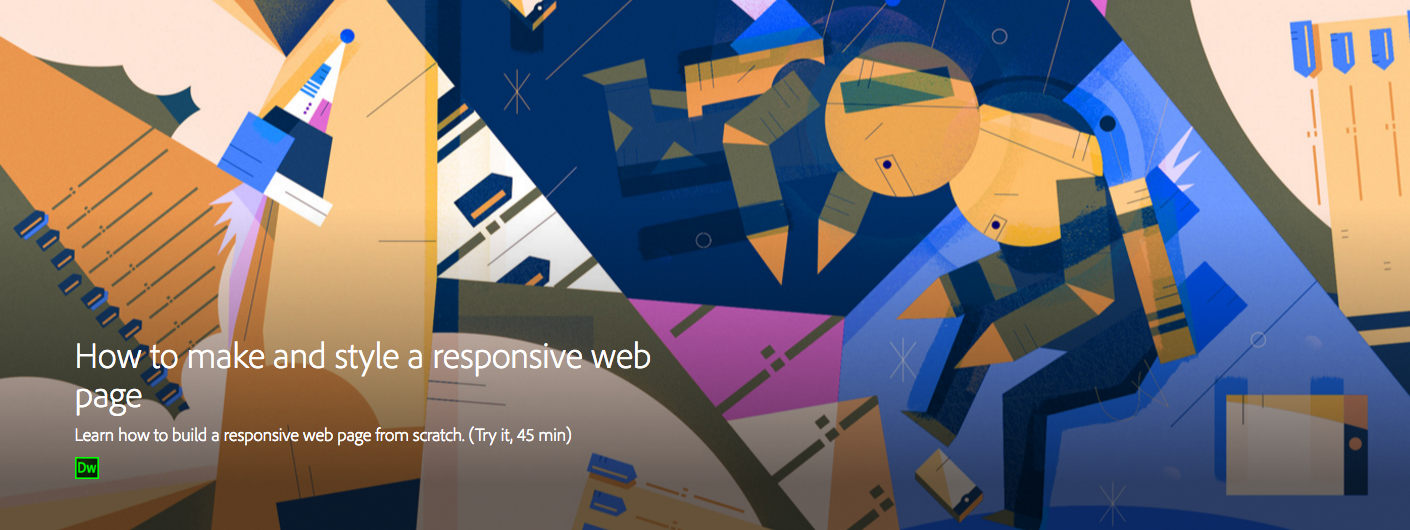 How to make and style a responsive web
page
Learn how to build a responsive web page from scratch. (Try it, 45 min)
Dw